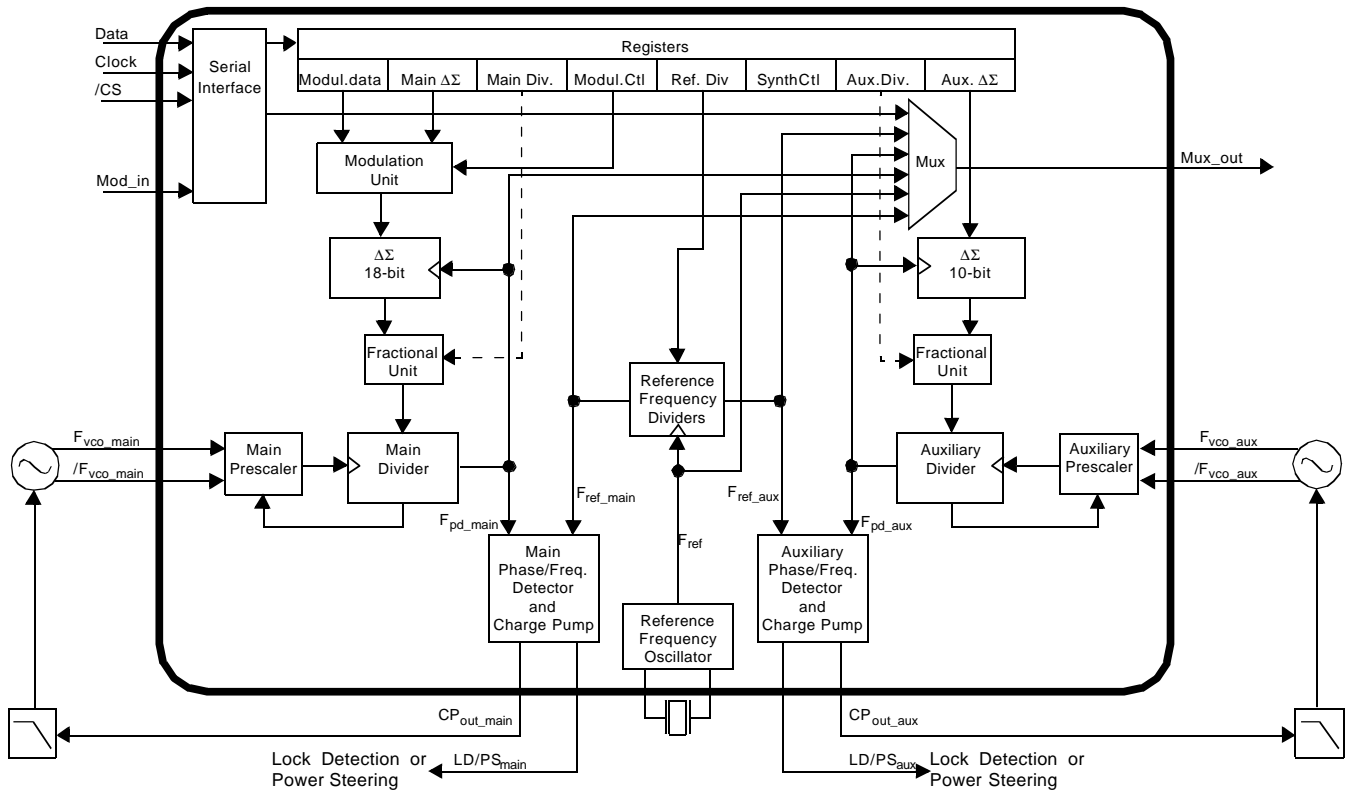 Data
Clock
/CS
Mod_in
Serial
Interface
Registers
Modul.data
Main ΔΣ
Main Div.
Modul.Ctl
Ref. Div
SynthCtl
Aux.Div.
Aux. ΔΣ
Modulation
Unit
Mux
Mux_out
ΔΣ
18-bit
ΔΣ
10-bit
Fractional
Unit
Reference
Frequency
Dividers
Fractional
Unit
Fvco_main
/Fvco_main
Main
Prescaler
Main
Divider
Auxiliary
Divider
Auxiliary
Prescaler
Fvco_aux
/Fvco_aux
Fref_main
Fref_aux
Fpd_main
Fref
Fpd_aux
Main
Phase/Freq.
Detector
and
Charge Pump
Reference
Frequency
Oscillator
Auxiliary
Phase/Freq.
Detector
and
Charge Pump
CPout_main
CPout_aux
Lock Detection or
Power Steering
LD/PSmain
LD/PSaux
Lock Detection or
Power Steering